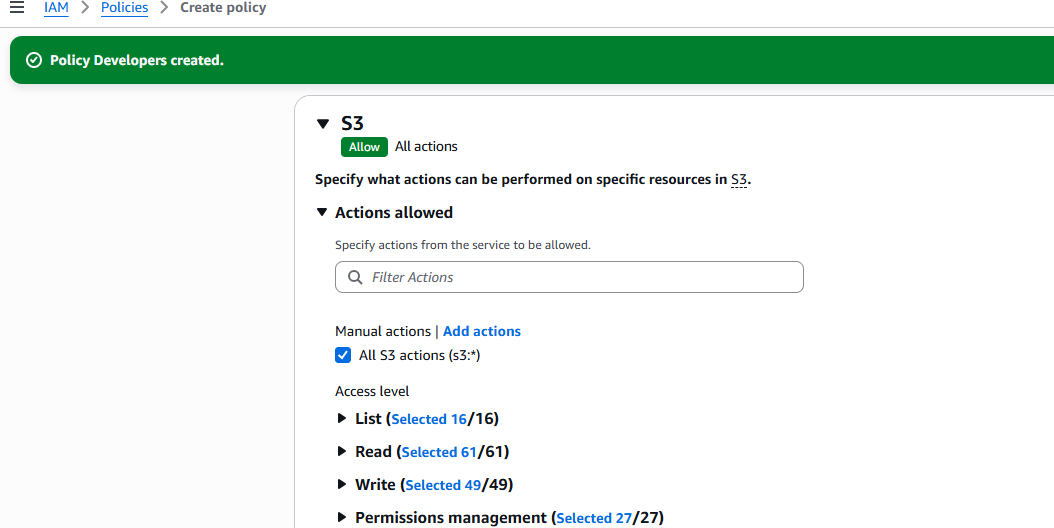 IAM > Policies > Create policy
Policy Developers created.
S3
Allow All actions
Specify what actions can be performed on specific resources in S3.
Actions allowed
Specify actions from the service to be allowed.
Filter Actions
Manual actions | Add actions
All S3 actions (s3:*)
Access level
List (Selected 16/16)
Read (Selected 61/61)
Write (Selected 49/49)
Permissions management (Selected 27/27)